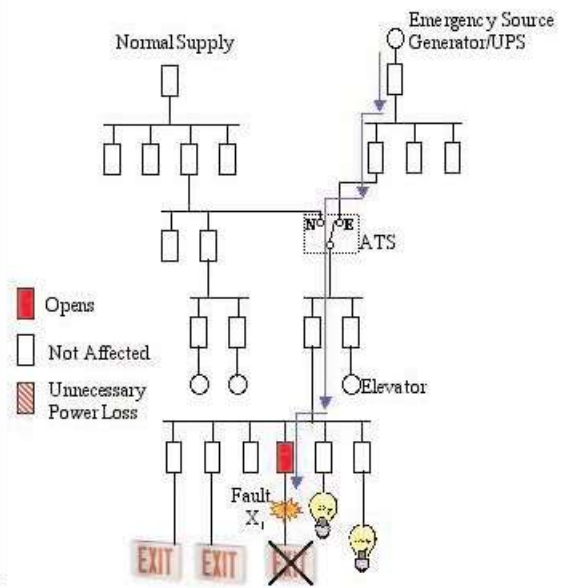 Emergency Source
Generator/UPS
Normal Supply
N E
ATS
Opens
Not Affected
Unnecessary
Power Loss
Elevator
Fault
X1
EXIT EXIT EXIT